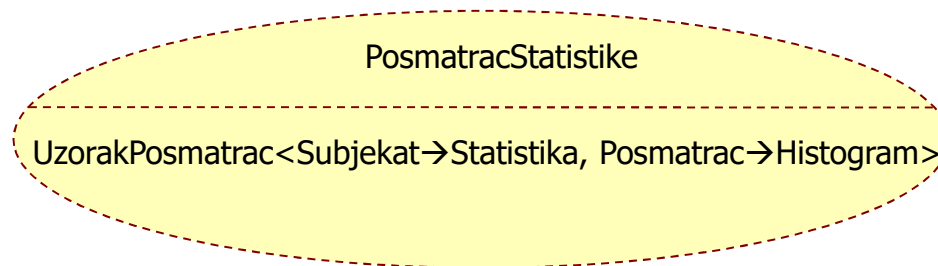 PosmatracStatistike
UzorakPosmatrac<Subjekat→Statistika, Posmatrac→Histogram>